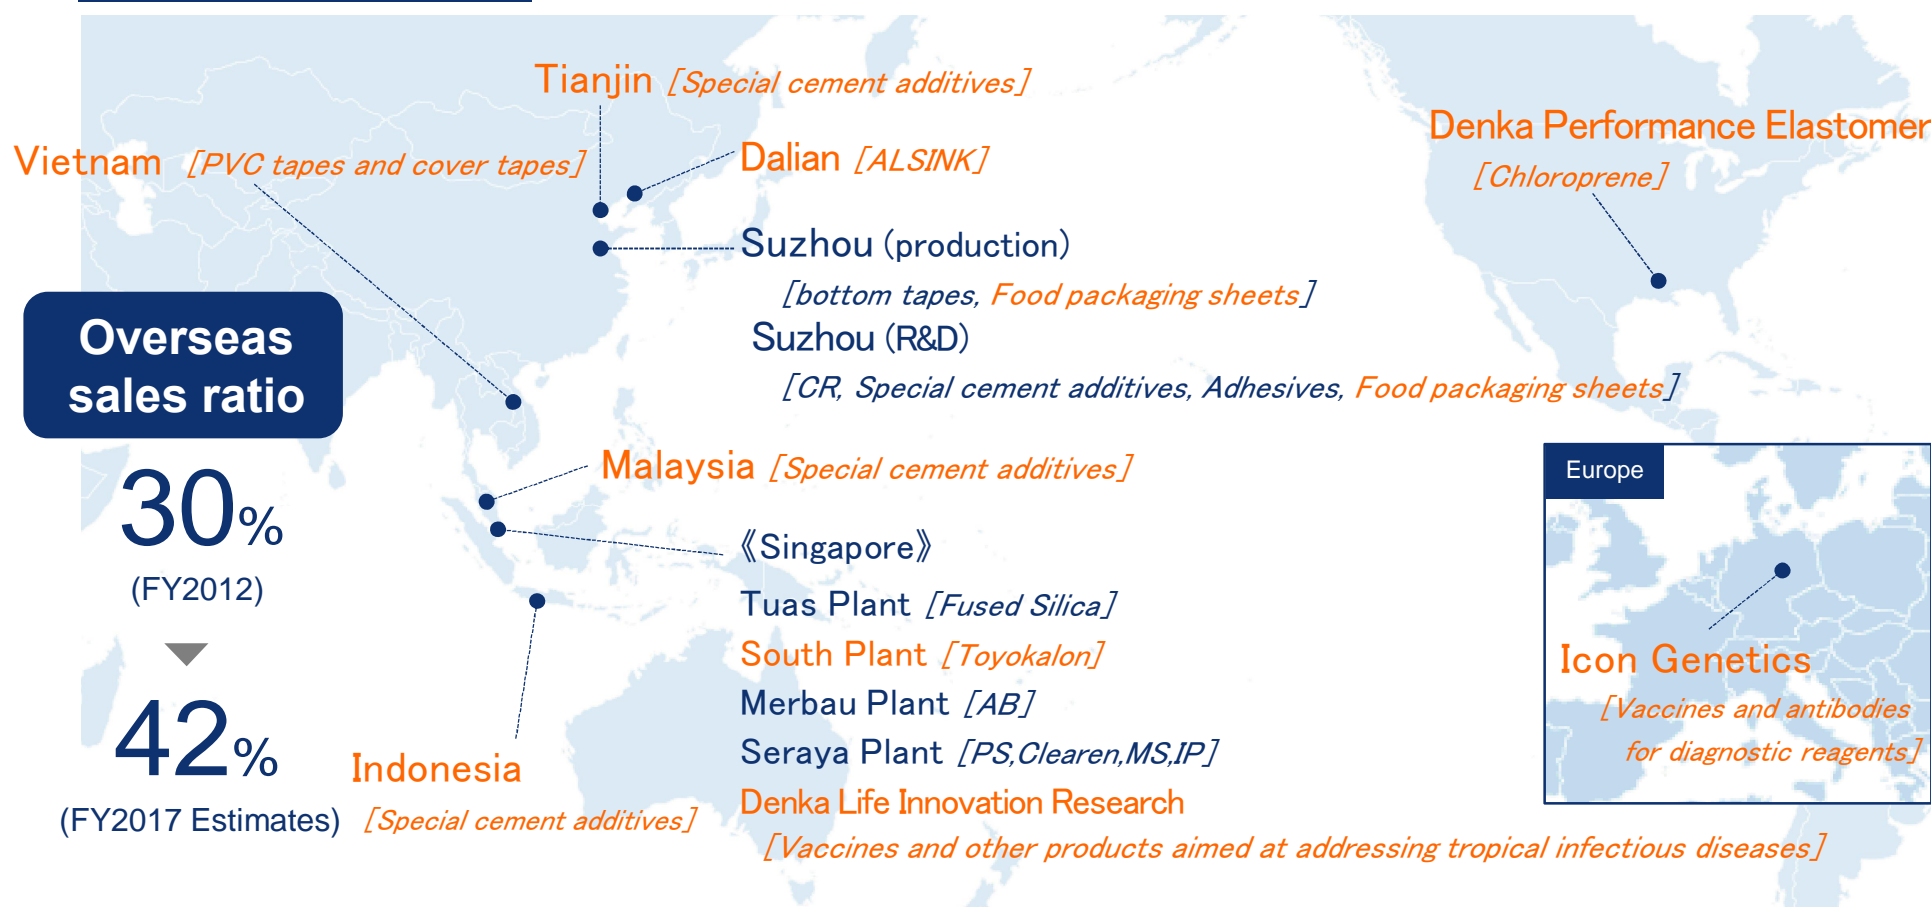 Tianjin [Special cement additives]
Vietnam [PVC tapes and cover tapes]
Dalian [ALSINK]
Denka Performance Elastomer
[Chloroprene]
Suzhou (production)
[bottom tapes, Food packaging sheets]
Suzhou (R&D)
[CR, Special cement additives, Adhesives, Food packaging sheets]
Overseas
sales ratio
30%
(FY2012)
42%
(FY2017 Estimates)
Malaysia [Special cement additives]
《Singapore》
Tuas Plant [Fused Silica]
South Plant [Toyokalon]
Merbau Plant [AB]
Seraya Plant [PS,Clearen,MS,IP]
Denka Life Innovation Research
[Vaccines and other products aimed at addressing tropical infectious diseases]
Indonesia
[Special cement additives]
Europe
Icon Genetics
[Vaccines and antibodies
for diagnostic reagents]